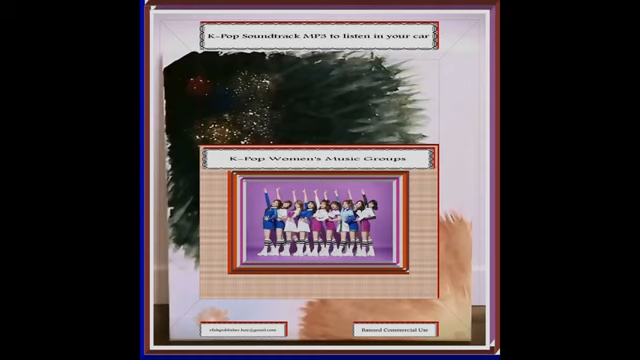 K-Pop Soundtrack MP3 to listen in your car
K-Pop Women's Music Groups
Banned Commercial Use